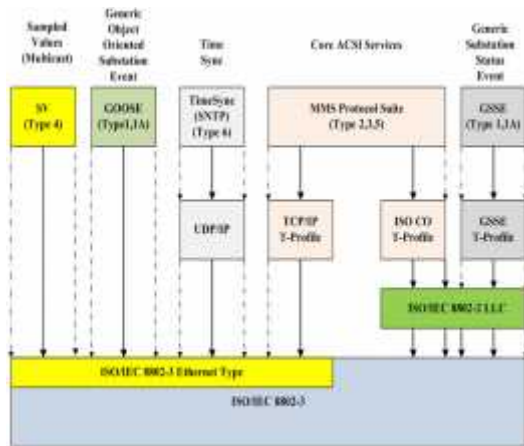 Sampled
Values
(Multicast)
Generic
Object
Oriented
Substation
Event
Time
Sync
Core ACSI Services
Generic
Substation
Status
Event
SV
(Type 4)
GOOSE
(Type1,1A)
TimeSync
(SNTP)
(Type 6)
MMS Protocol Suite
(Type 2,3,5)
GSSE
(Type 1,1A)
UDP/IP
TCP/IP
T-Profile
ISO CO
T-Profile
GSSE
T-Profile
ISO/IEC 8802-2 LLC
ISO/IEC 8802-3 Ethernet Type
ISO/IEC 8802-3